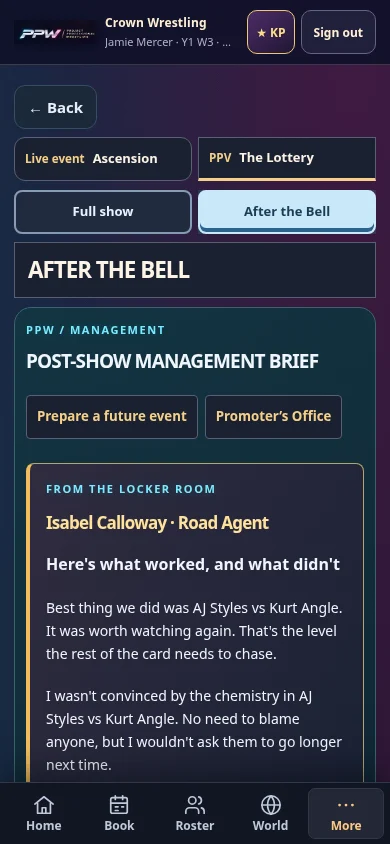 PPW
Crown Wrestling
Jamie Mercer · Y1 W3 · ...
★ KP
Sign out
← Back
Live event Ascension
PPV The Lottery
Full show
After the Bell
AFTER THE BELL
PPW / MANAGEMENT
POST-SHOW MANAGEMENT BRIEF
Prepare a future event
Promoter’s Office
FROM THE LOCKER ROOM
Isabel Calloway · Road Agent
Here's what worked, and what didn't
Best thing we did was AJ Styles vs Kurt Angle.
It was worth watching again. That's the level
the rest of the card needs to chase.
I wasn't convinced by the chemistry in AJ
Styles vs Kurt Angle. No need to blame
anyone, but I wouldn't ask them to go longer
next time.
Home
Book
Roster
World
More